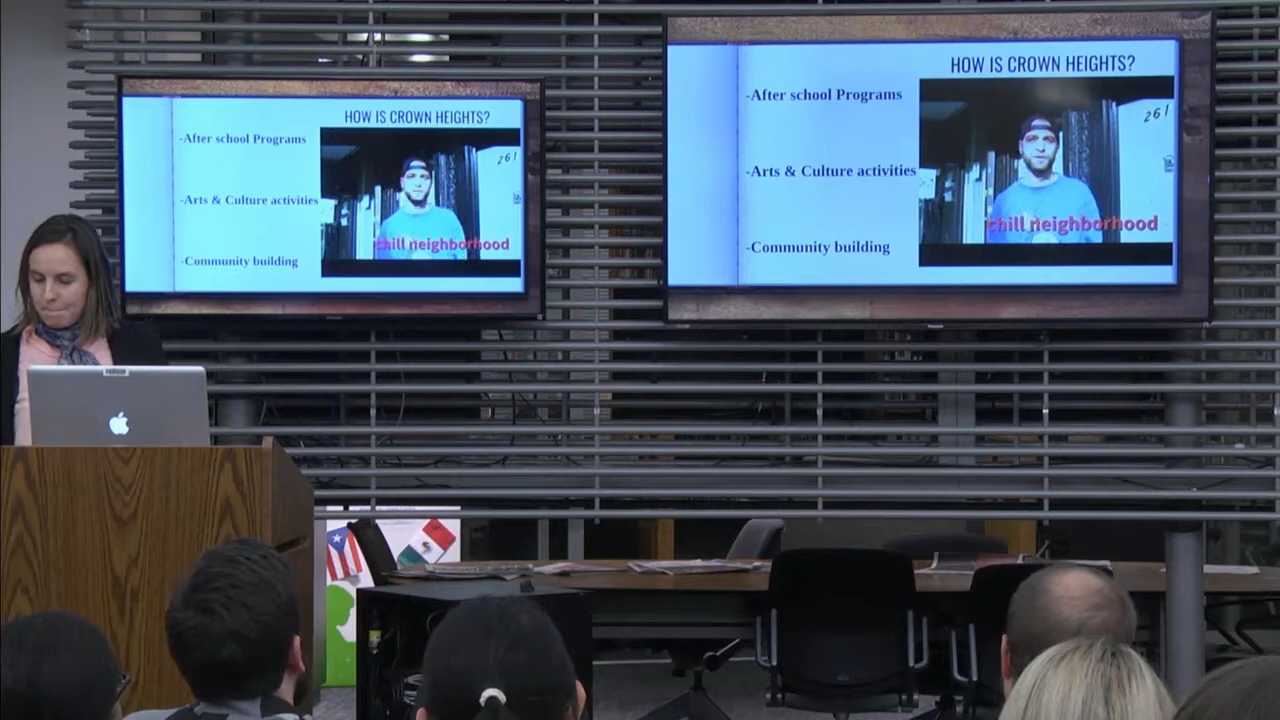 HOW IS CROWN HEIGHTS?
-After school Programs
261
-Arts & Culture activities
chill neighborhood
-Community building
HOW IS CROWN HEIGHTS?
-After school Programs
261
-Arts & Culture activities
chill neighborhood
-Community building